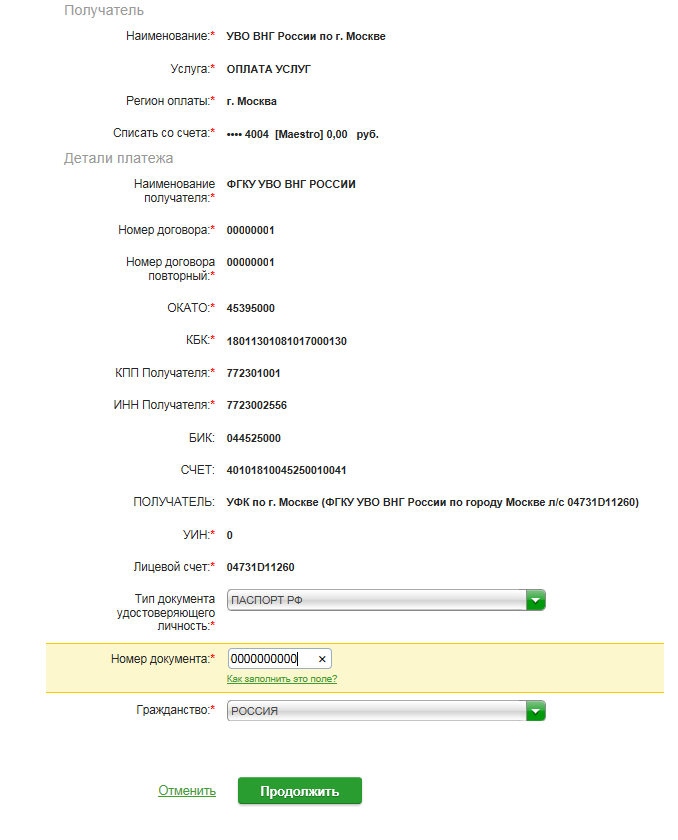 Получатель
Наименование:* УВО ВНГ России по г. Москве
Услуга:* ОПЛАТА УСЛУГ
Регион оплаты:* г. Москва
Списать со счета:* •••• 4004 [Maestro] 0,00 руб.
Детали платежа
Наименование ФГКУ УВО ВНГ РОССИИ
получателя:*
Номер договора:* 00000001
Номер договора 00000001
повторный:*
ОКАТО:* 45395000
КБК:* 18011301081017000130
КПП Получателя:* 772301001
ИНН Получателя:* 7723002556
БИК: 044525000
СЧЕТ: 40101810045250010041
ПОЛУЧАТЕЛЬ: УФК по г. Москве (ФГКУ УВО ВНГ России по городу Москве л/с 04731D11260)
УИН:* 0
Лицевой счет:* 04731D11260
Тип документа ПАСПОРТ РФ
удостоверяющего
личность:*
Номер документа:* 0000000000 ×
Как заполнить это поле?
Гражданство:* РОССИЯ
Отменить Продолжить